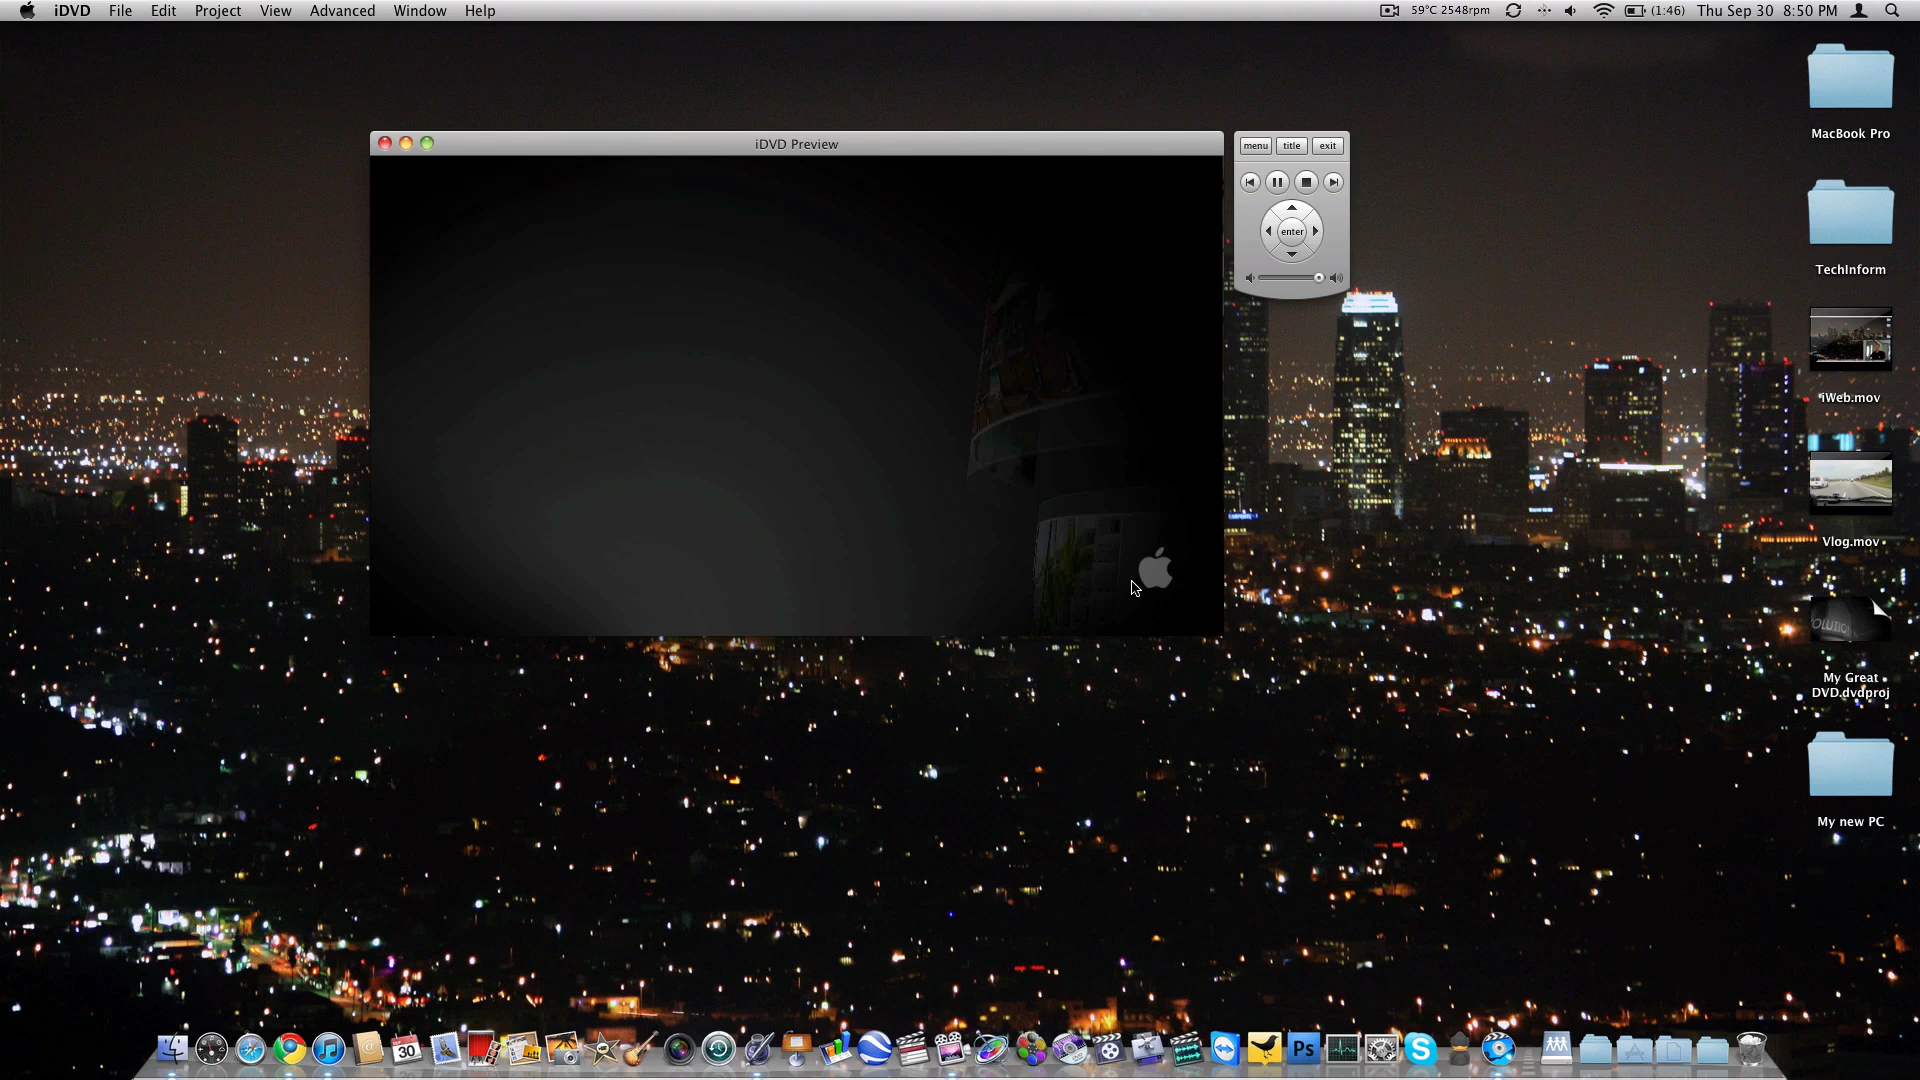 iDVD File Edit Project View Advanced Window Help
59°C 2548rpm (1:46) Thu Sep 30 8:50 PM
iDVD Preview
menu title exit
enter
MacBook Pro
TechInform
iWeb.mov
Vlog.mov
OLUTIO
My Great
DVD.dvdproj
My new PC
30
Ps